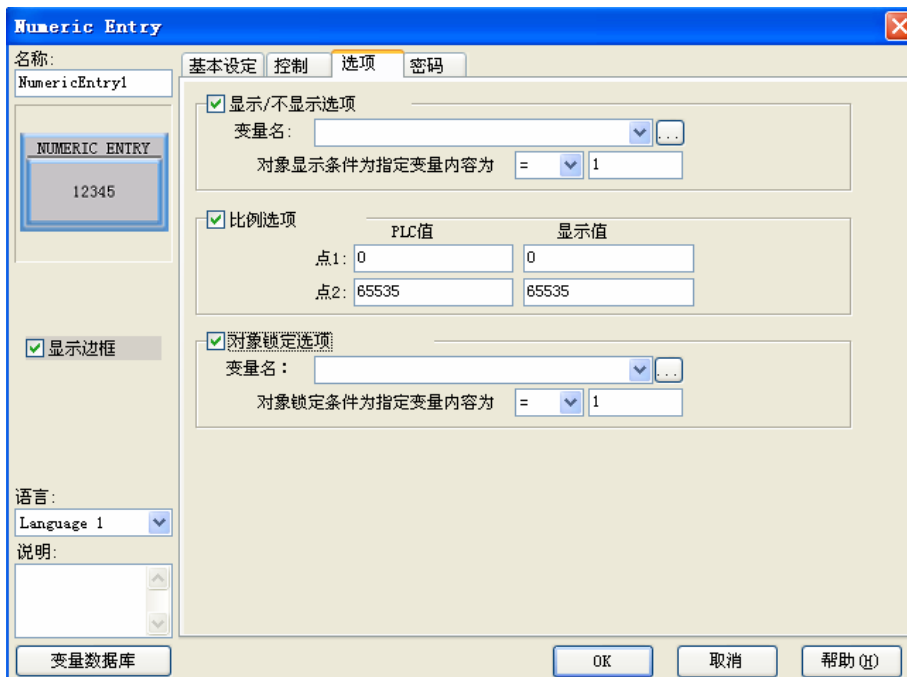 Numeric Entry
名称:
NumericEntry1
NUMERIC ENTRY
12345
显示边框
语言:
Language 1
说明:
变量数据库
基本设定 控制 选项 密码
显示/不显示选项
变量名: ...
对象显示条件为指定变量内容为 = 1
比例选项
PLC值 显示值
点1: 0 0
点2: 65535 65535
对象锁定选项
变量名： ...
对象锁定条件为指定变量内容为 = 1
OK 取消 帮助(H)